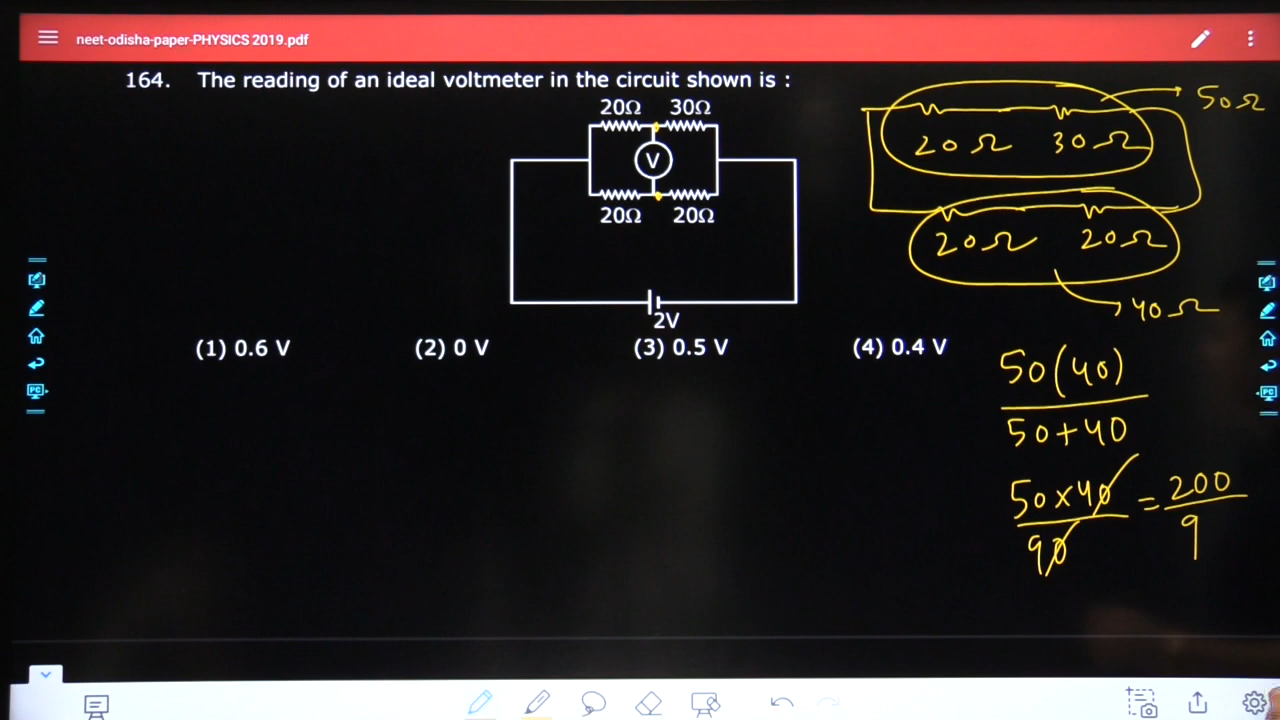 neet-odisha-paper-PHYSICS 2019.pdf
164. The reading of an ideal voltmeter in the circuit shown is :
20Ω 30Ω
V
20Ω 20Ω
2V
(1) 0.6 V (2) 0 V (3) 0.5 V (4) 0.4 V
50Ω
20Ω 30Ω
20Ω 20Ω
40Ω
50(40)
50+40
50×40 = 200
90 9
PC
PC